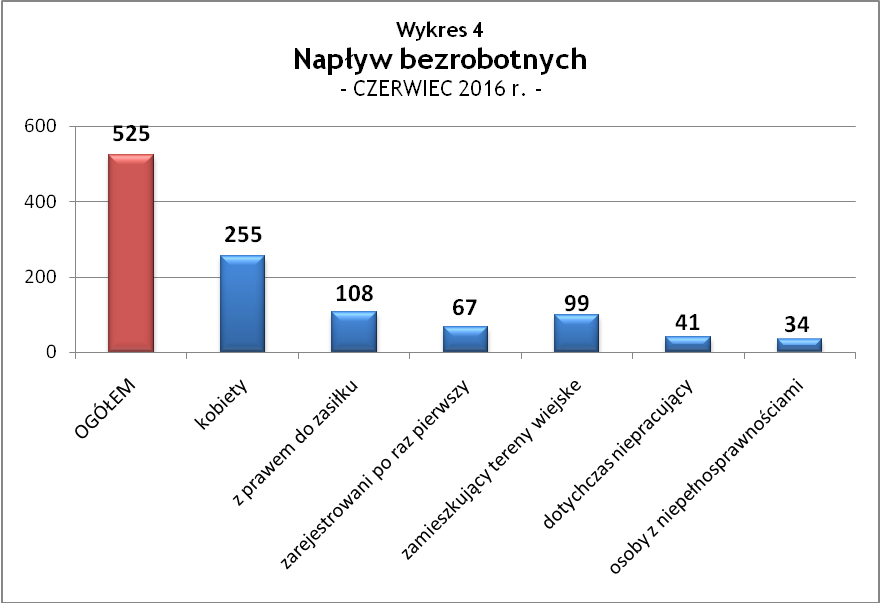 Wykres 4
Napływ bezrobotnych
- CZERWIEC 2016 r. -
600
400
200
0
525
255
108
67
99
41
34
OGÓŁEM
kobiety
z prawem do zasiłku
zarejestrowani po raz pierwszy
zamieszkujący tereny wiejske
dotychczas niepracujący
osoby z niepełnosprawnościami